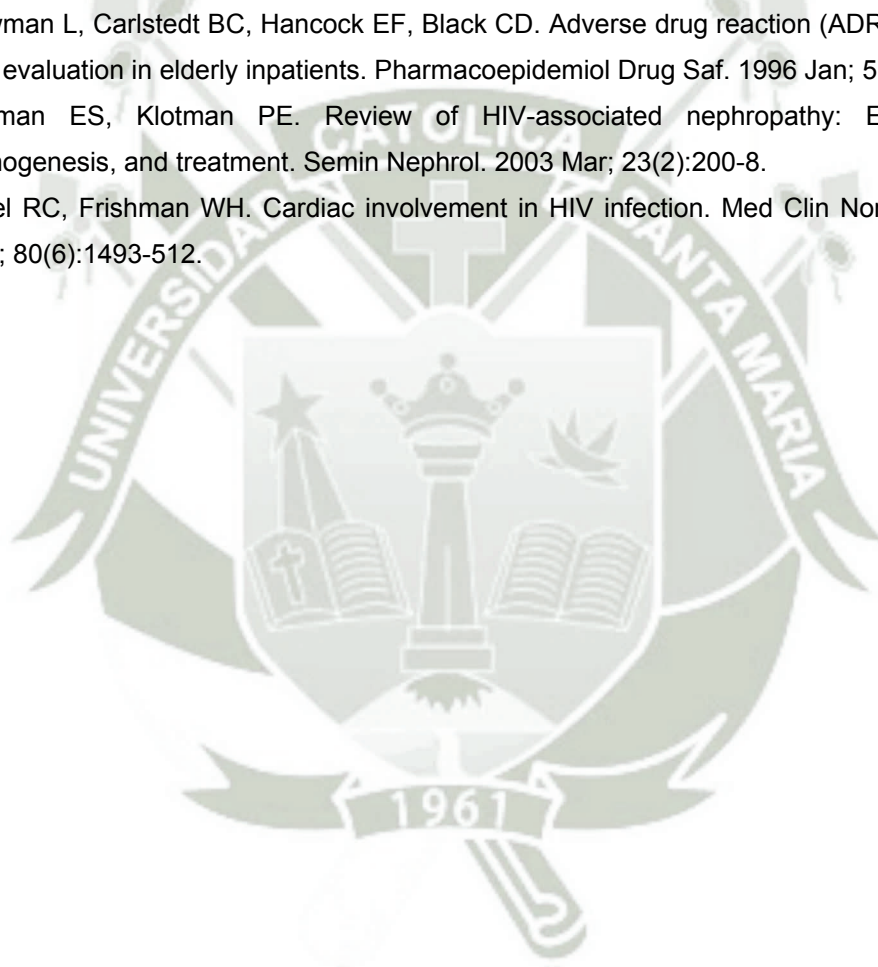 man L, Carlstedt BC, Hancock EF, Black CD. Adverse drug reaction (ADR
evaluation in elderly inpatients. Pharmacoepidemiol Drug Saf. 1996 Jan; 5
man ES, Klotman PE. Review of HIV-associated nephropathy: E
ogenesis, and treatment. Semin Nephrol. 2003 Mar; 23(2):200-8.
el RC, Frishman WH. Cardiac involvement in HIV infection. Med Clin Nor
; 80(6):1493-512.
UNIVERSIDAD CATOLICA SANTA MARIA
1961